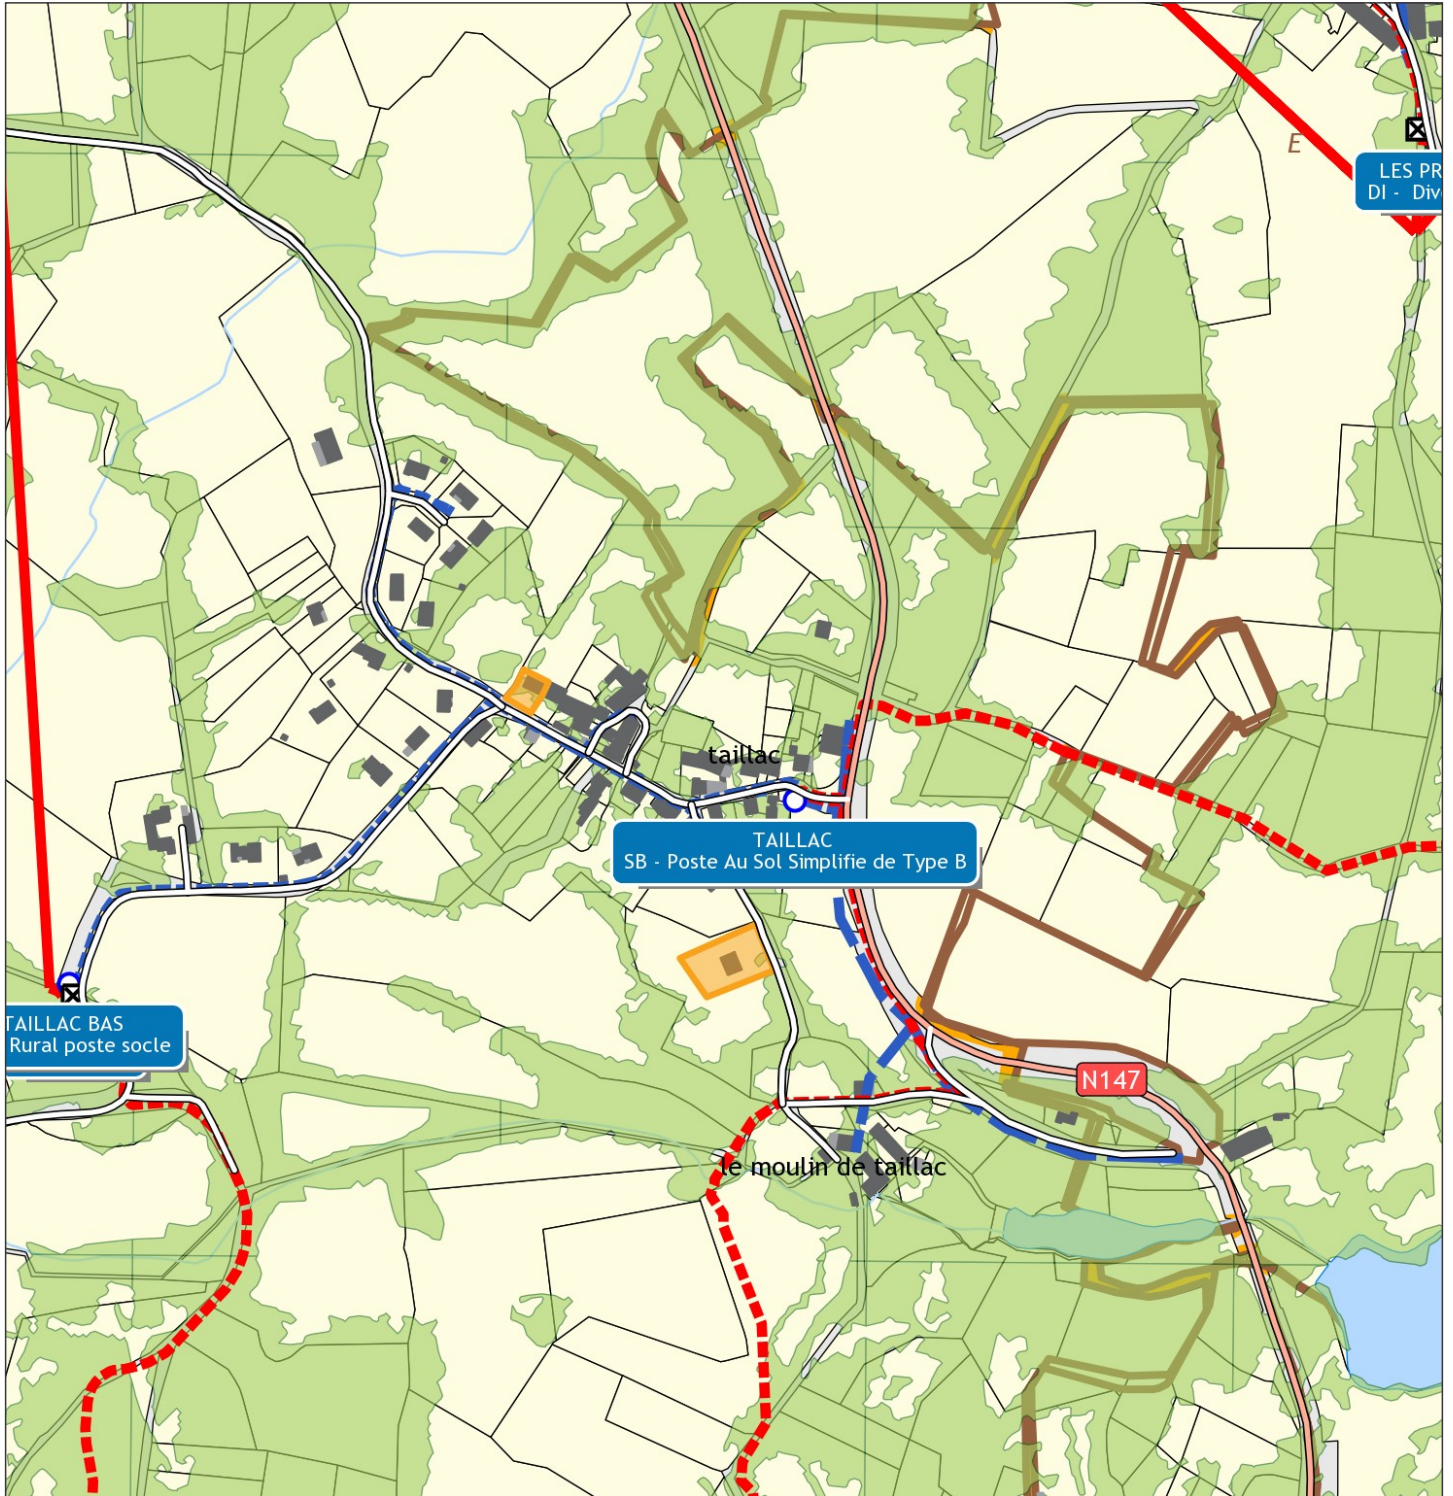 E
LES PR
DI - Div
taillac
TAILLAC
SB - Poste Au Sol Simplifie de Type B
TAILLAC BAS
Rural poste socle
N147
le moulin de taillac